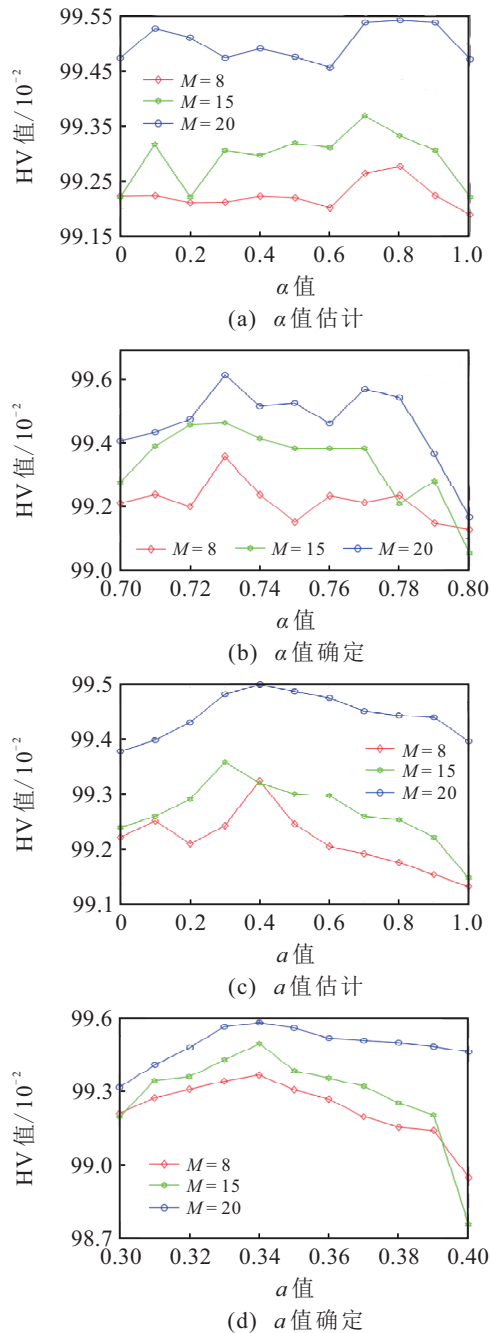 99.55
99.45
99.35
99.25
99.15
HV值/10⁻²
M=8
M=15
M=20
0 0.2 0.4 0.6 0.8 1.0
α值
(a) α值估计
99.6
99.4
99.2
99.0
HV值/10⁻²
M=8 M=15 M=20
0.70 0.72 0.74 0.76 0.78 0.80
α值
(b) α值确定
99.5
99.4
99.3
99.2
99.1
HV值/10⁻²
M=8
M=15
M=20
0 0.2 0.4 0.6 0.8 1.0
a值
(c) a值估计
99.6
99.3
99.0
98.7
HV值/10⁻²
M=8
M=15
M=20
0.30 0.32 0.34 0.36 0.38 0.40
a值
(d) a值确定